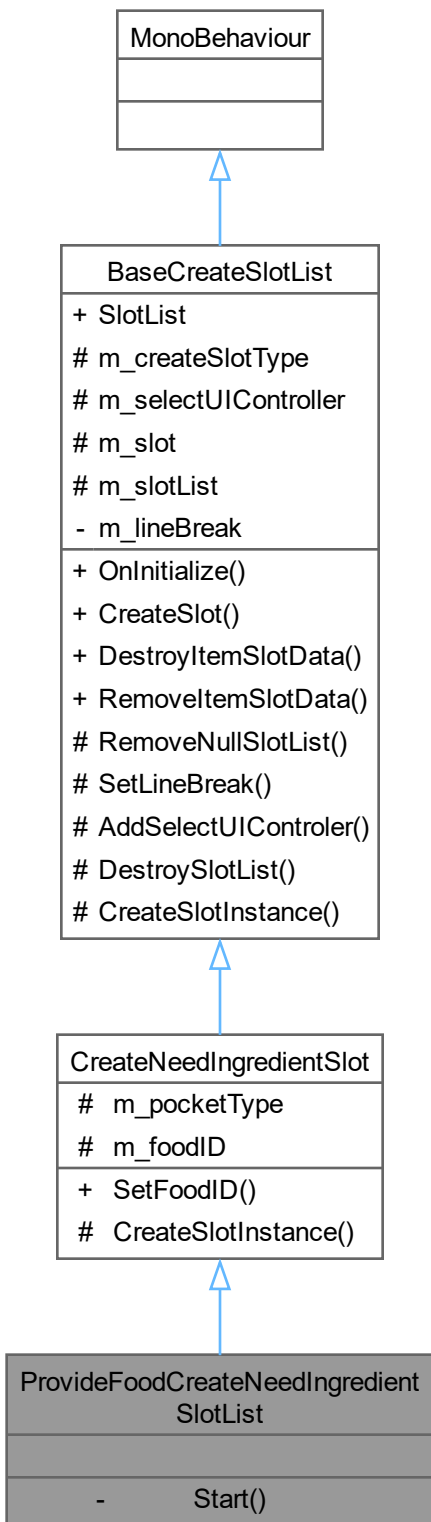 MonoBehaviour
BaseCreateSlotList
+ SlotList
# m_createSlotType
# m_selectUIController
# m_slot
# m_slotList
- m_lineBreak
+ OnInitialize()
+ CreateSlot()
+ DestroyItemSlotData()
+ RemoveItemSlotData()
# RemoveNullSlotList()
# SetLineBreak()
# AddSelectUIControler()
# DestroySlotList()
# CreateSlotInstance()
CreateNeedIngredientSlot
# m_pocketType
# m_foodID
+ SetFoodID()
# CreateSlotInstance()
ProvideFoodCreateNeedIngredient
SlotList
- Start()